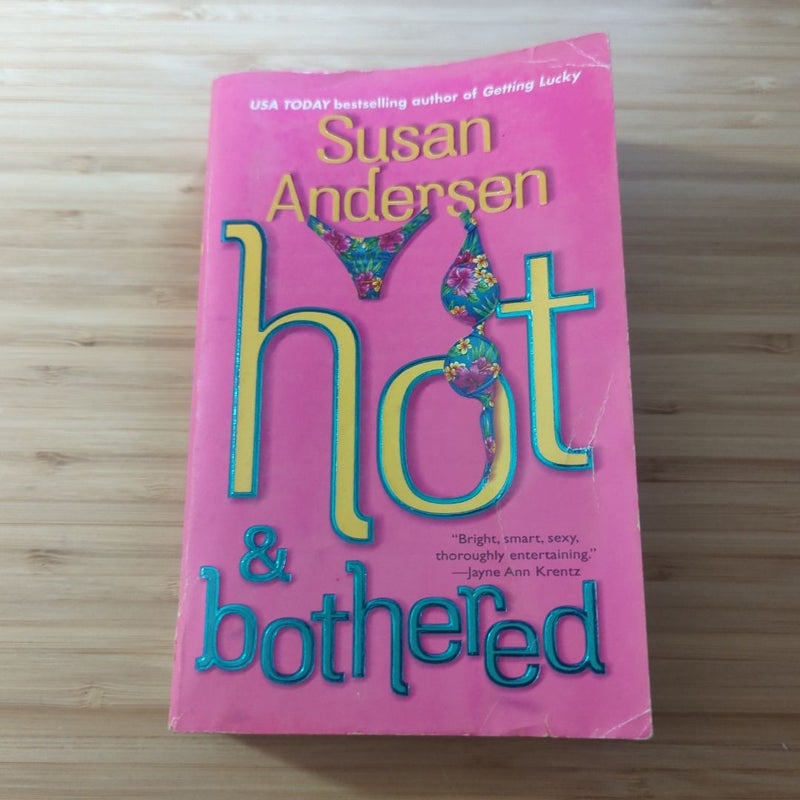 USA TODAY bestselling author of Getting Lucky
Susan
Andersen
hot
&
bothered
“Bright, smart, sexy,
thoroughly entertaining.”
—Jayne Ann Krentz